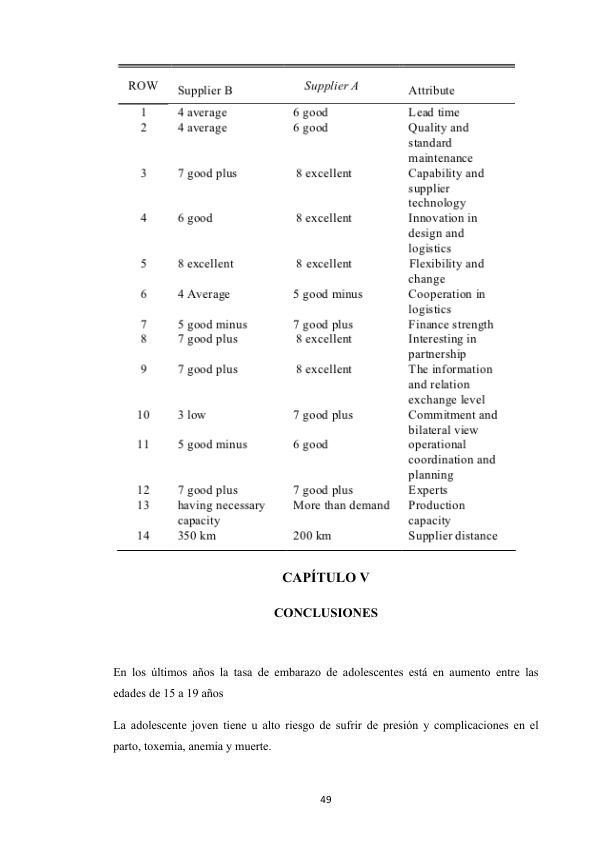 ROW Supplier B Supplier A Attribute
1 4 average 6 good Lead time
2 4 average 6 good Quality and
standard
maintenance
3 7 good plus 8 excellent Capability and
supplier
technology
4 6 good 8 excellent Innovation in
design and
logistics
5 8 excellent 8 excellent Flexibility and
change
6 4 Average 5 good minus Cooperation in
logistics
7 5 good minus 7 good plus Finance strength
8 7 good plus 8 excellent Interesting in
partnership
9 7 good plus 8 excellent The information
and relation
exchange level
10 3 low 7 good plus Commitment and
bilateral view
11 5 good minus 6 good operational
coordination and
planning
12 7 good plus 7 good plus Experts
13 having necessary More than demand Production
capacity capacity
14 350 km 200 km Supplier distance
CAPÍTULO V
CONCLUSIONES
En los últimos años la tasa de embarazo de adolescentes está en aumento entre las
edades de 15 a 19 años
La adolescente joven tiene u alto riesgo de sufrir de presión y complicaciones en el
parto, toxemia, anemia y muerte.
49